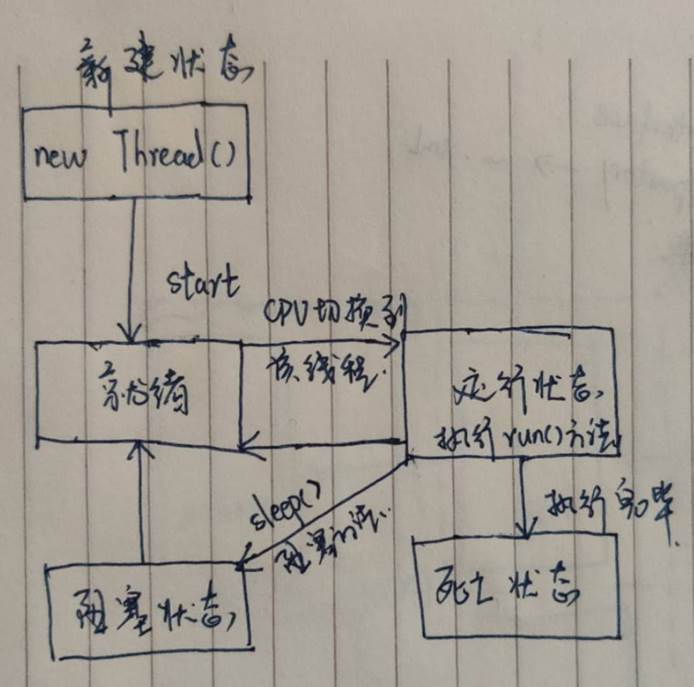 新建状态
new Thread()
start
CPU切换到
该线程.
就绪
运行状态,
执行run()方法
sleep()
阻塞方法..
执行完毕.
阻塞状态,
死亡状态